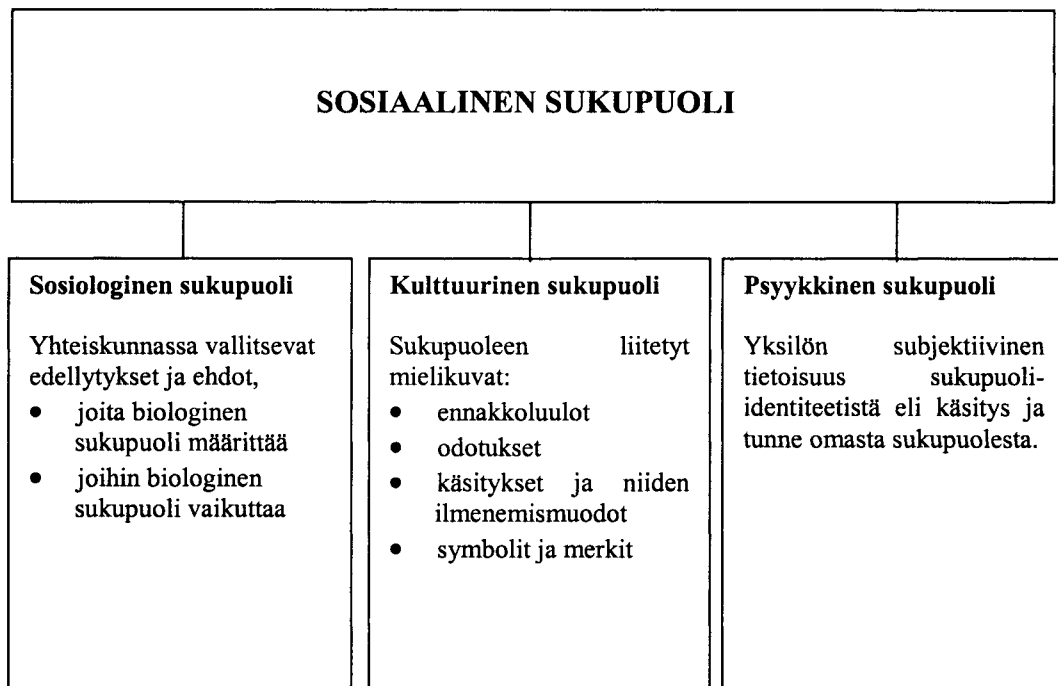 SOSIAALINEN SUKUPUOLI
Sosiologinen sukupuoli
Yhteiskunnassa vallitsevat
edellytykset ja ehdot,
• joita biologinen
sukupuoli määrittää
• joihin biologinen
sukupuoli vaikuttaa
Kulttuurinen sukupuoli
Sukupuoleen liitetyt
mielikuvat:
• ennakkoluulot
• odotukset
• käsitykset ja niiden
ilmenemismuodot
• symbolit ja merkit
Psyykkinen sukupuoli
Yksilön subjektiivinen
tietoisuus sukupuoli-
identiteetistä eli käsitys ja
tunne omasta sukupuolesta.